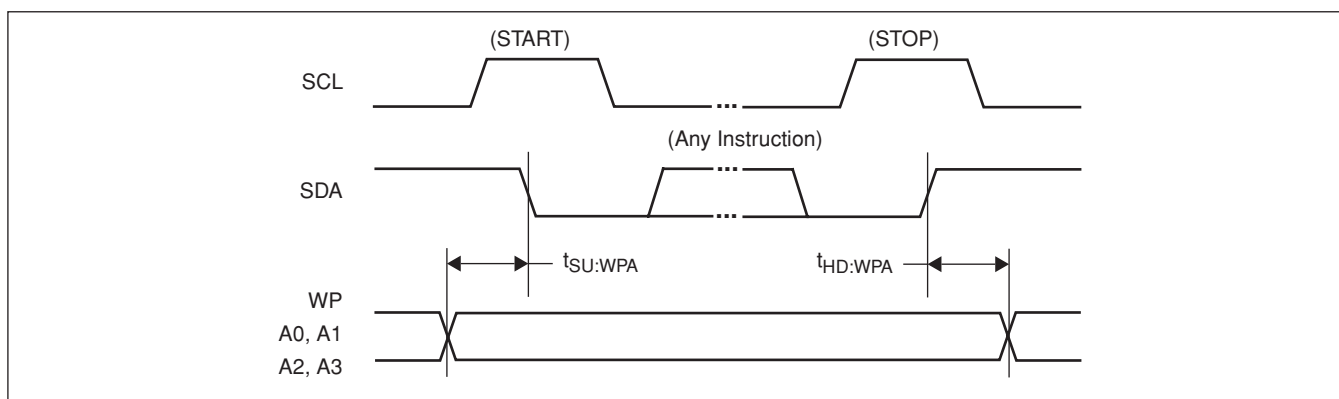 (START)
(STOP)
SCL
...
(Any Instruction)
SDA
...
...
tSU:WPA
tHD:WPA
WP
A0, A1
A2, A3